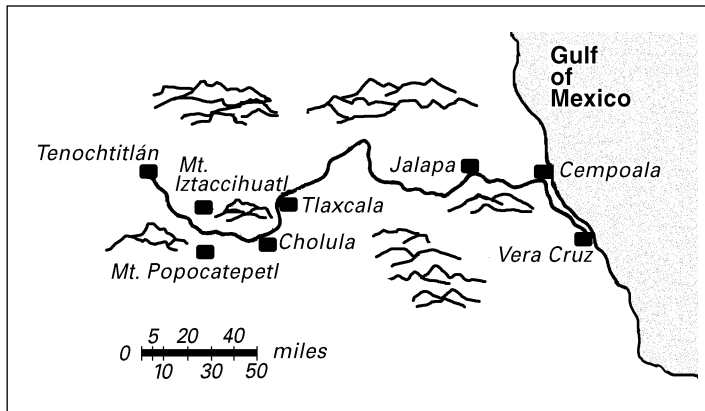 Gulf
of
Mexico
Tenochtitlán
Mt.
Iztaccihuatl
Jalapa
Cempoala
Tlaxcala
Cholula
Vera Cruz
Mt. Popocatepetl
5 20 40
0 miles
10 30 50